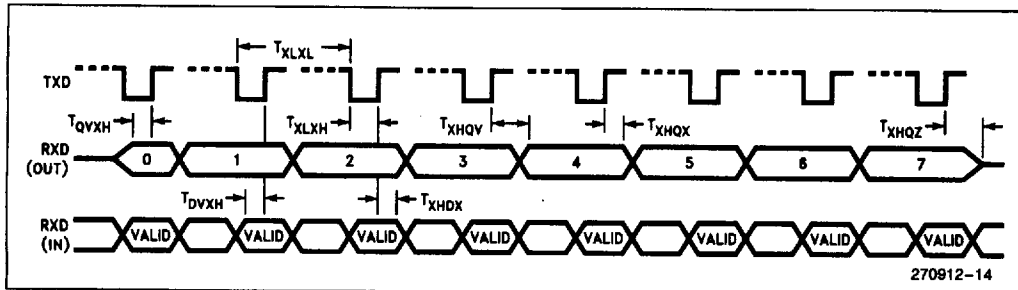 T_XLXL
TXD
T_QVXH T_XLXH T_XHQV T_XHQX T_XHQZ
RXD (OUT) 0 1 2 3 4 5 6 7
T_DVXH T_XHDX
RXD (IN) VALID VALID VALID VALID VALID VALID VALID VALID
270912-14